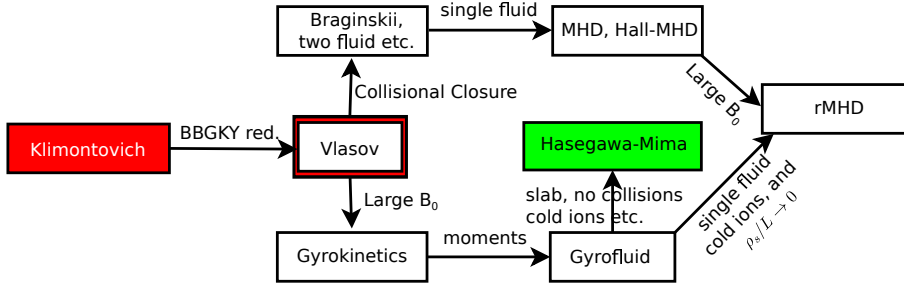 Braginskii,
two fluid etc.
single fluid
MHD, Hall-MHD
Large B₀
rMHD
Collisional Closure
Klimontovich
BBGKY red.
Vlasov
Hasegawa-Mima
Large B₀
slab, no collisions
cold ions etc.
single fluid
cold ions, and
ρₛ/L → 0
Gyrokinetics
moments
Gyrofluid